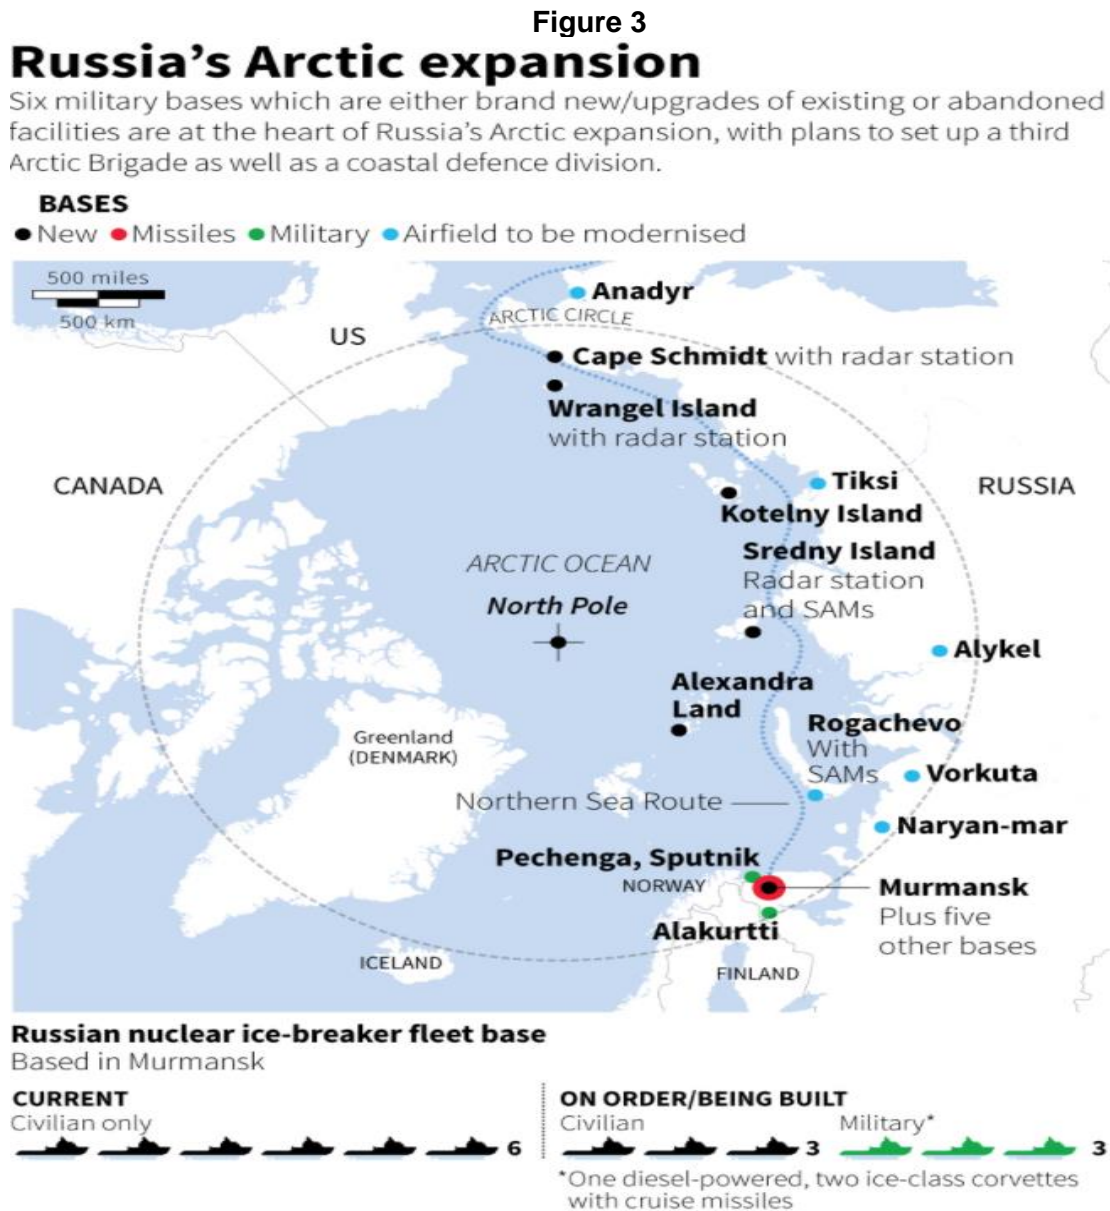 Figure 3
Russia's Arctic expansion
Six military bases which are either brand new/upgrades of existing or abandoned
facilities are at the heart of Russia's Arctic expansion, with plans to set up a third
Arctic Brigade as well as a coastal defence division.
BASES
New Missiles Military Airfield to be modernised
500 miles
500 km
US
Anadyr
ARCTIC CIRCLE
Cape Schmidt with radar station
Wrangel Island
with radar station
CANADA
Tiksi
RUSSIA
Kotelny Island
ARCTIC OCEAN
North Pole
Sredny Island
Radar station
and SAMs
Alykel
Alexandra
Land
Greenland
(DENMARK)
Rogachevo
With
SAMs
Vorkuta
Northern Sea Route
Naryan-mar
Pechenga, Sputnik
NORWAY
Murmansk
Plus five
other bases
Alakurtti
ICELAND
FINLAND
Russian nuclear ice-breaker fleet base
Based in Murmansk
CURRENT
Civilian only
6
ON ORDER/BEING BUILT
Civilian
3
Military*
3
*One diesel-powered, two ice-class corvettes
with cruise missiles